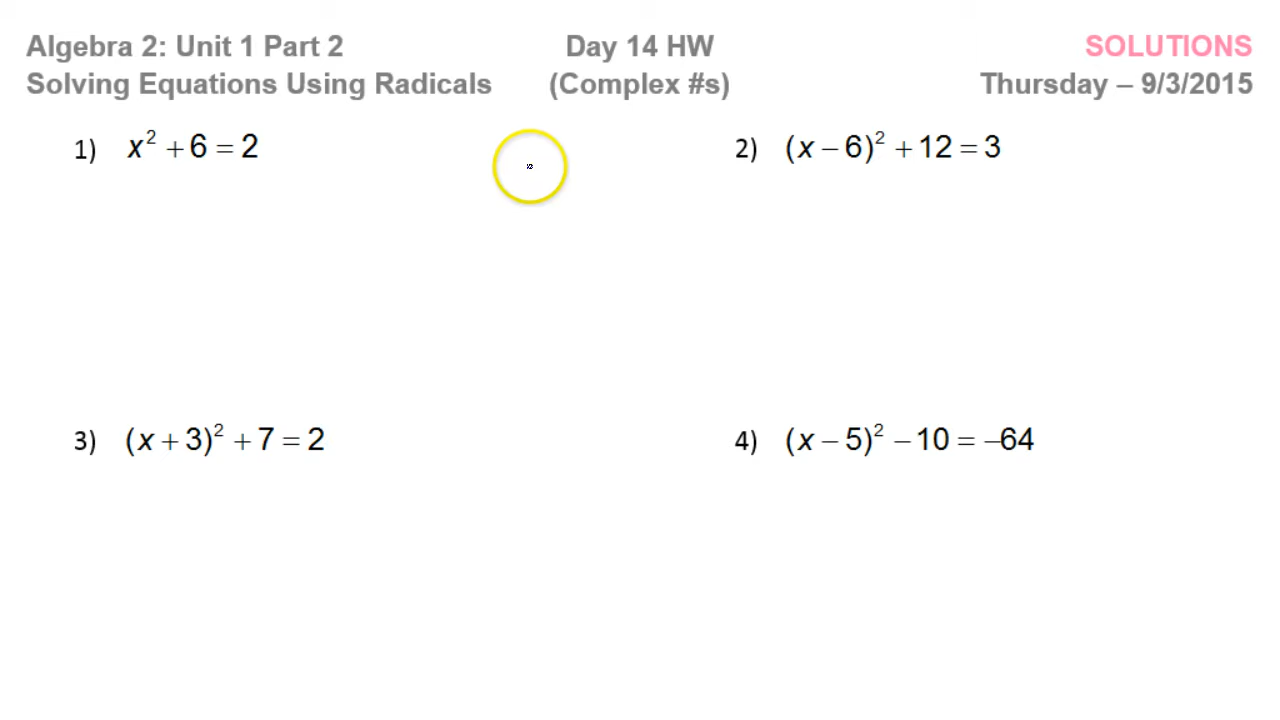 Algebra 2: Unit 1 Part 2 Day 14 HW SOLUTIONS
Solving Equations Using Radicals (Complex #s) Thursday – 9/3/2015
1) x² + 6 = 2 2) (x − 6)² + 12 = 3
3) (x + 3)² + 7 = 2 4) (x − 5)² − 10 = −64